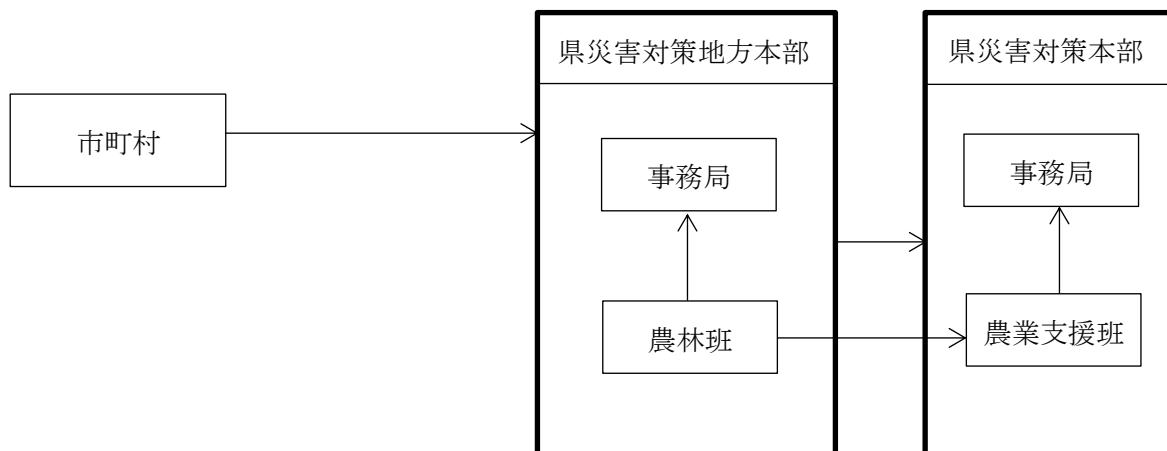 県災害対策地方本部
県災害対策本部
市町村
事務局
事務局
農林班
農業支援班